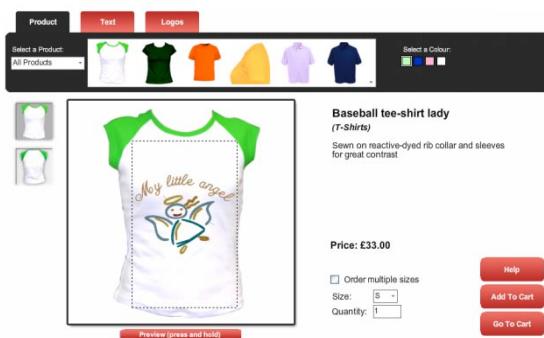 Product
Text
Logos
Select a Product:
All Products
Select a Colour:
Baseball tee-shirt lady
(T-Shirts)
Sewn on reactive-dyed rib collar and sleeves
for great contrast
My little angel
Price: £33.00
Order multiple sizes
Size:
S
Quantity:
1
Help
Add To Cart
Go To Cart
Preview (press and hold)